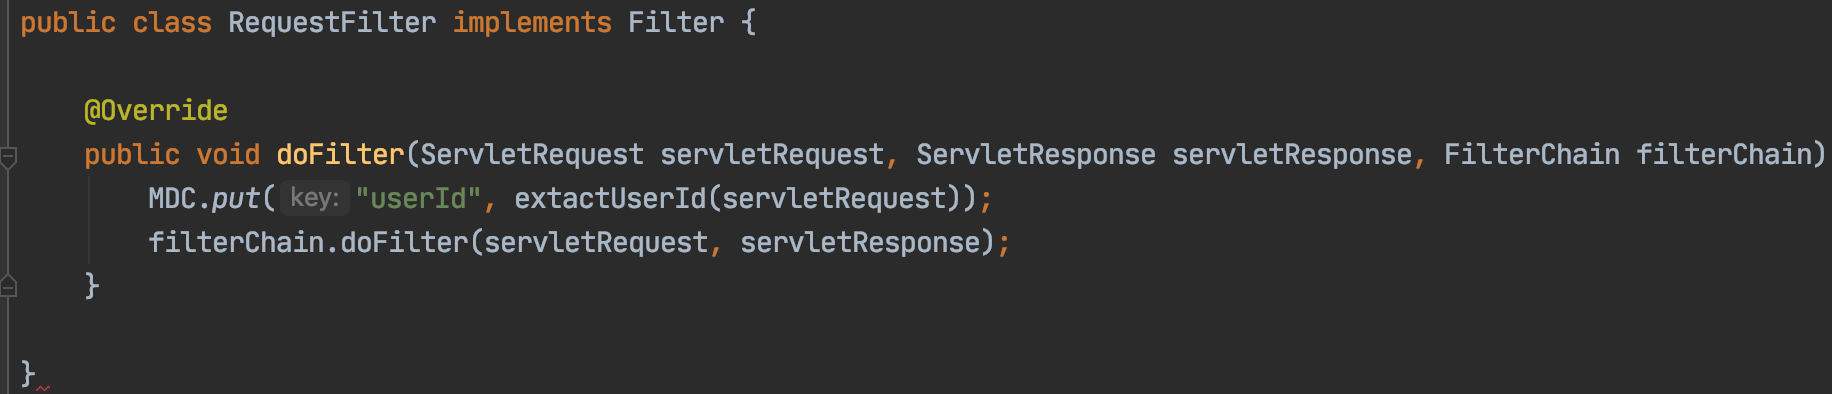 public class RequestFilter implements Filter {
@Override
public void doFilter(ServletRequest servletRequest, ServletResponse servletResponse, FilterChain filterChain)
MDC.put( key: "userId", extactUserId(servletRequest));
filterChain.doFilter(servletRequest, servletResponse);
}
}